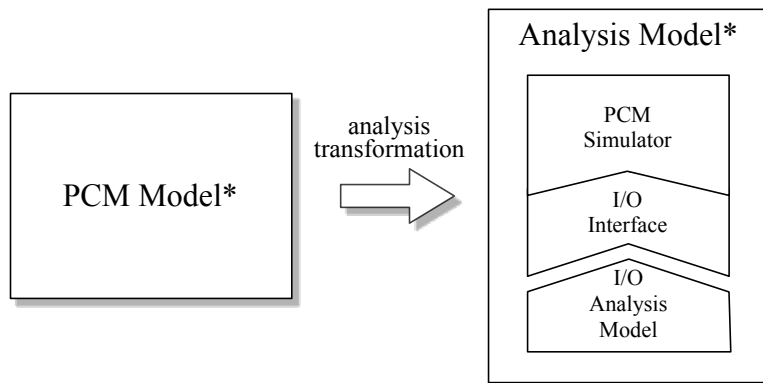 PCM Model*
analysis
transformation
Analysis Model*
PCM
Simulator
I/O
Interface
I/O
Analysis
Model